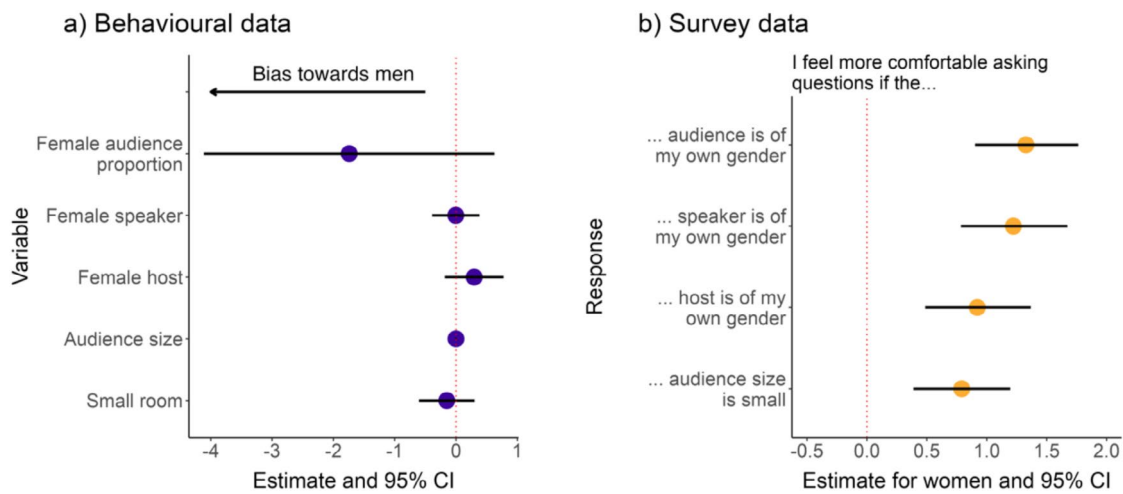 a) Behavioural data
Bias towards men
Female audience
proportion
Female speaker
Female host
Audience size
Small room
Variable
-4 -3 -2 -1 0 1
Estimate and 95% CI
b) Survey data
I feel more comfortable asking
questions if the...
... audience is of
my own gender
... speaker is of
my own gender
... host is of my
own gender
... audience size
is small
Response
-0.5 0.0 0.5 1.0 1.5 2.0
Estimate for women and 95% CI